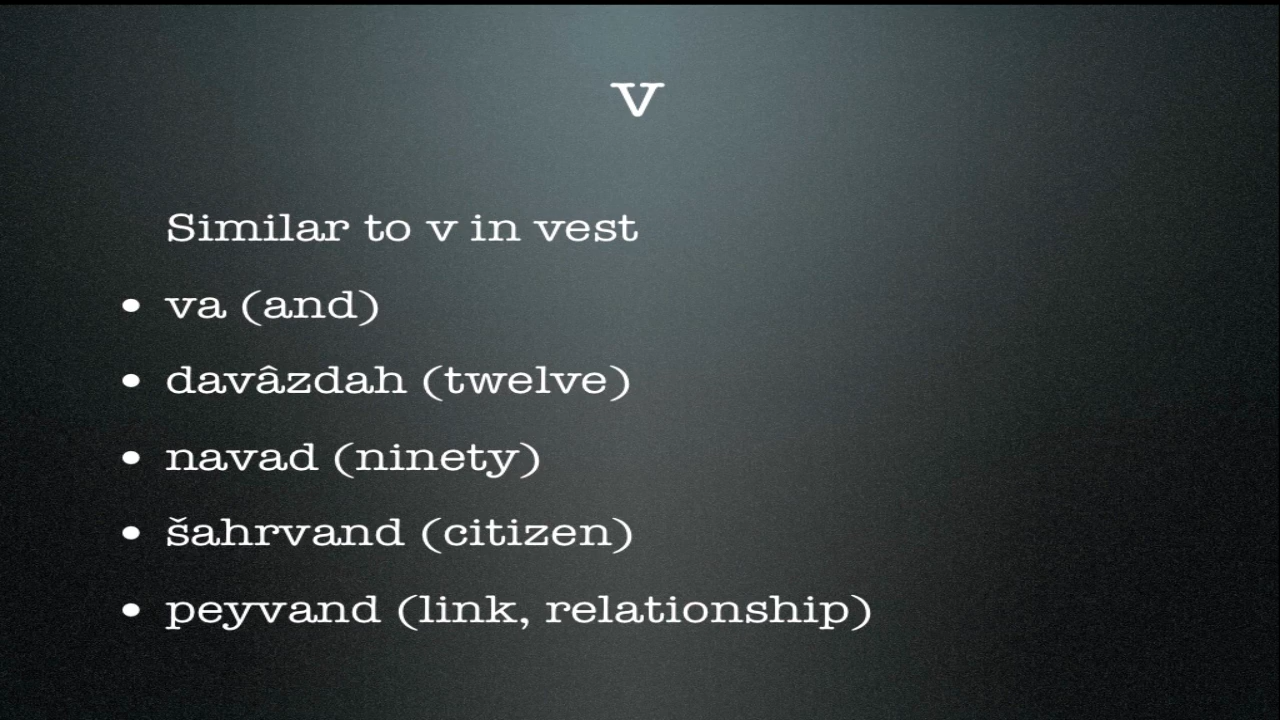 v
Similar to v in vest
• va (and)
• davâzdah (twelve)
• navad (ninety)
• šahrvand (citizen)
• peyvand (link, relationship)